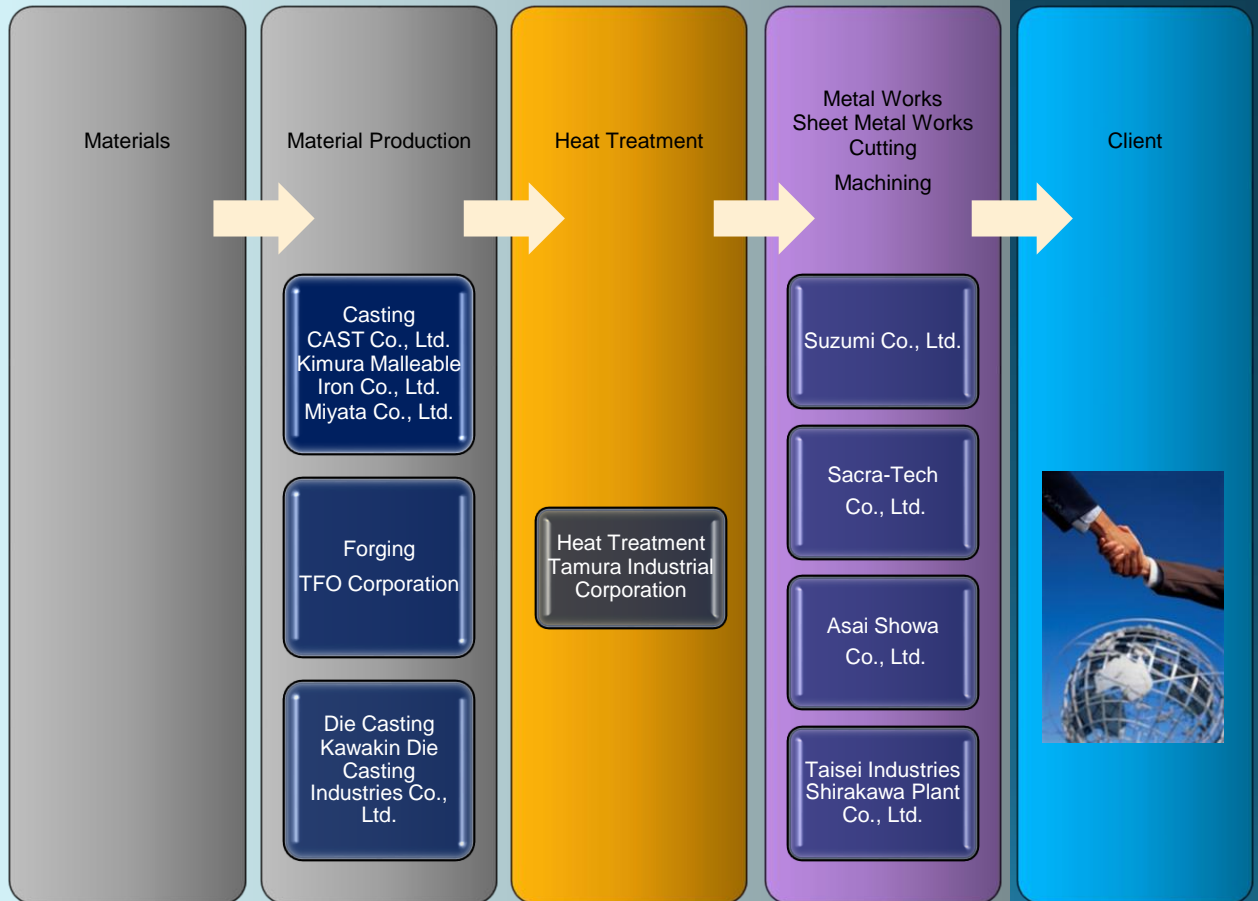 Materials
Material Production
Heat Treatment
Metal Works
Sheet Metal Works
Cutting
Machining
Client
Casting
CAST Co., Ltd.
Kimura Malleable
Iron Co., Ltd.
Miyata Co., Ltd.
Forging
TFO Corporation
Die Casting
Kawakin Die
Casting
Industries Co.,
Ltd.
Heat Treatment
Tamura Industrial
Corporation
Suzumi Co., Ltd.
Sacra-Tech
Co., Ltd.
Asai Showa
Co., Ltd.
Taisei Industries
Shirakawa Plant
Co., Ltd.